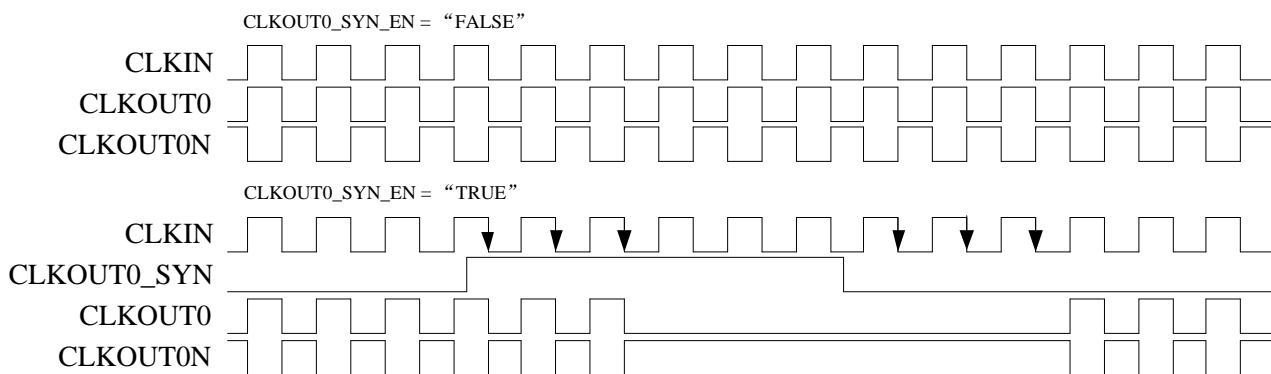 CLKOUT0_SYN_EN = “FALSE”
CLKIN
CLKOUT0
CLKOUT0N
CLKOUT0_SYN_EN = “TRUE”
CLKIN
CLKOUT0_SYN
CLKOUT0
CLKOUT0N